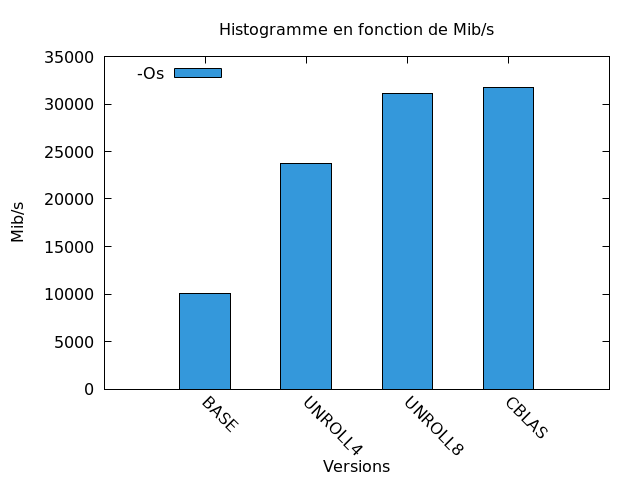 Histogramme en fonction de Mib/s
35000
-Os
30000
25000
20000
15000
10000
5000
0
Mib/s
BASE
UNROLL4
UNROLL8
CBLAS
Versions